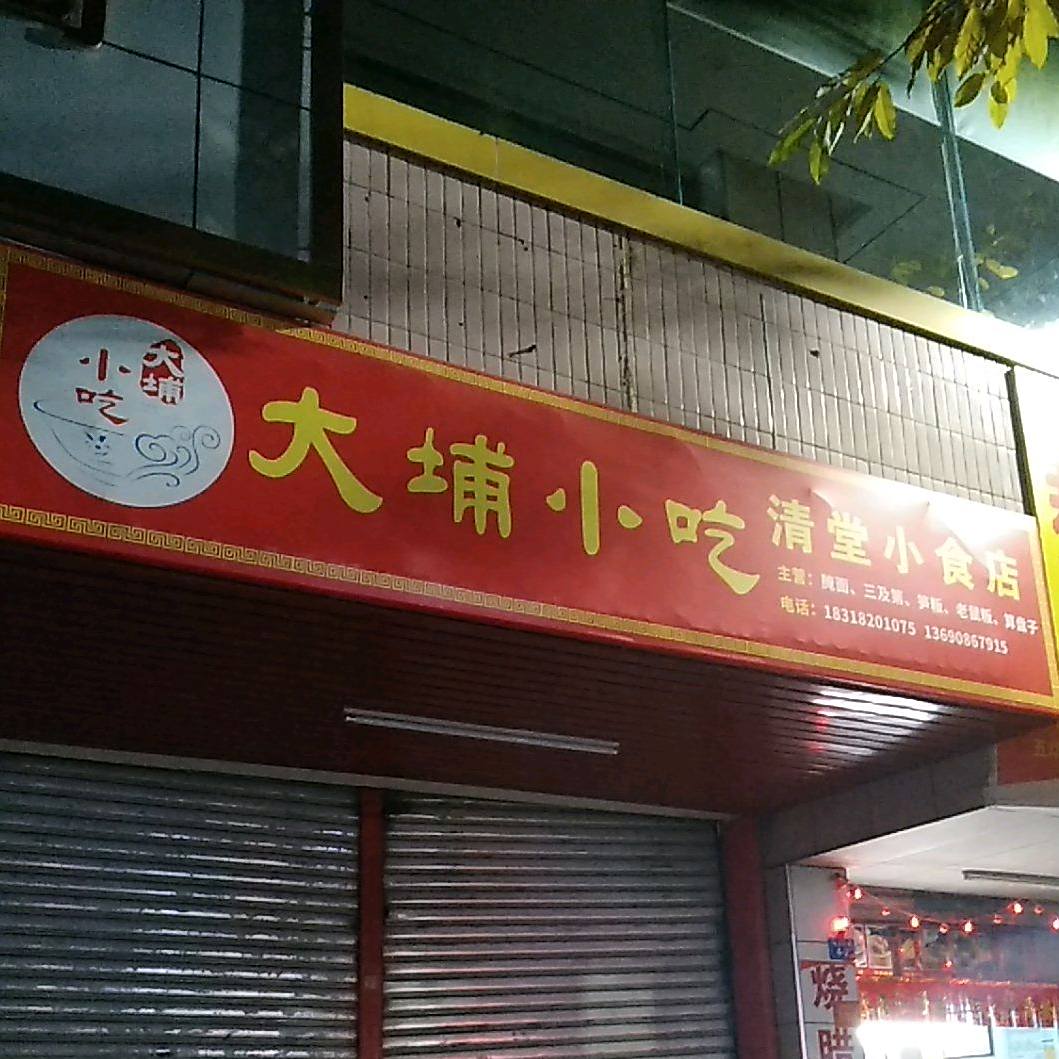 大埔
小吃
大埔小吃
清堂小食店
主营：腌面、三及第、笋粄、老鼠粄、算盘子
电话：18318201075 13690867915
烧
腊